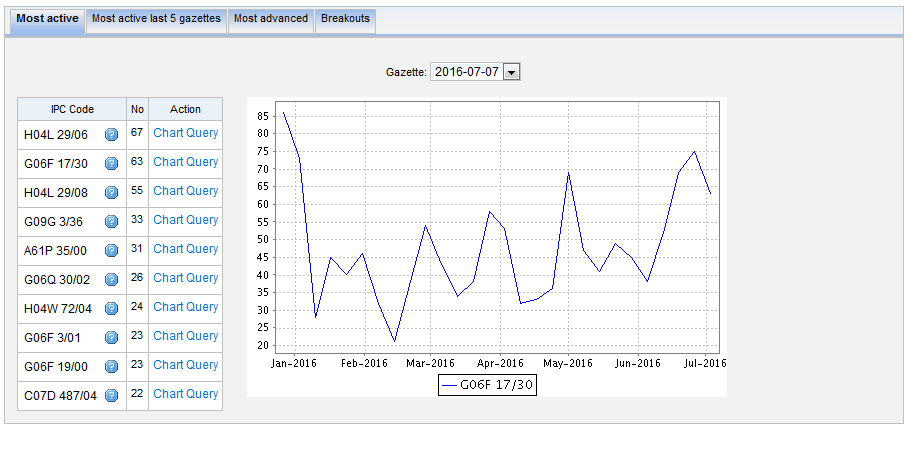 Most active Most active last 5 gazettes Most advanced Breakouts
Gazette: 2016-07-07
IPC Code No Action
H04L 29/06 ? 67 Chart Query
G06F 17/30 ? 63 Chart Query
H04L 29/08 ? 55 Chart Query
G09G 3/36 ? 33 Chart Query
A61P 35/00 ? 31 Chart Query
G06Q 30/02 ? 26 Chart Query
H04W 72/04 ? 24 Chart Query
G06F 3/01 ? 23 Chart Query
G06F 19/00 ? 23 Chart Query
C07D 487/04 ? 22 Chart Query
85
80
75
70
65
60
55
50
45
40
35
30
25
20
Jan-2016 Feb-2016 Mar-2016 Apr-2016 May-2016 Jun-2016 Jul-2016
G06F 17/30